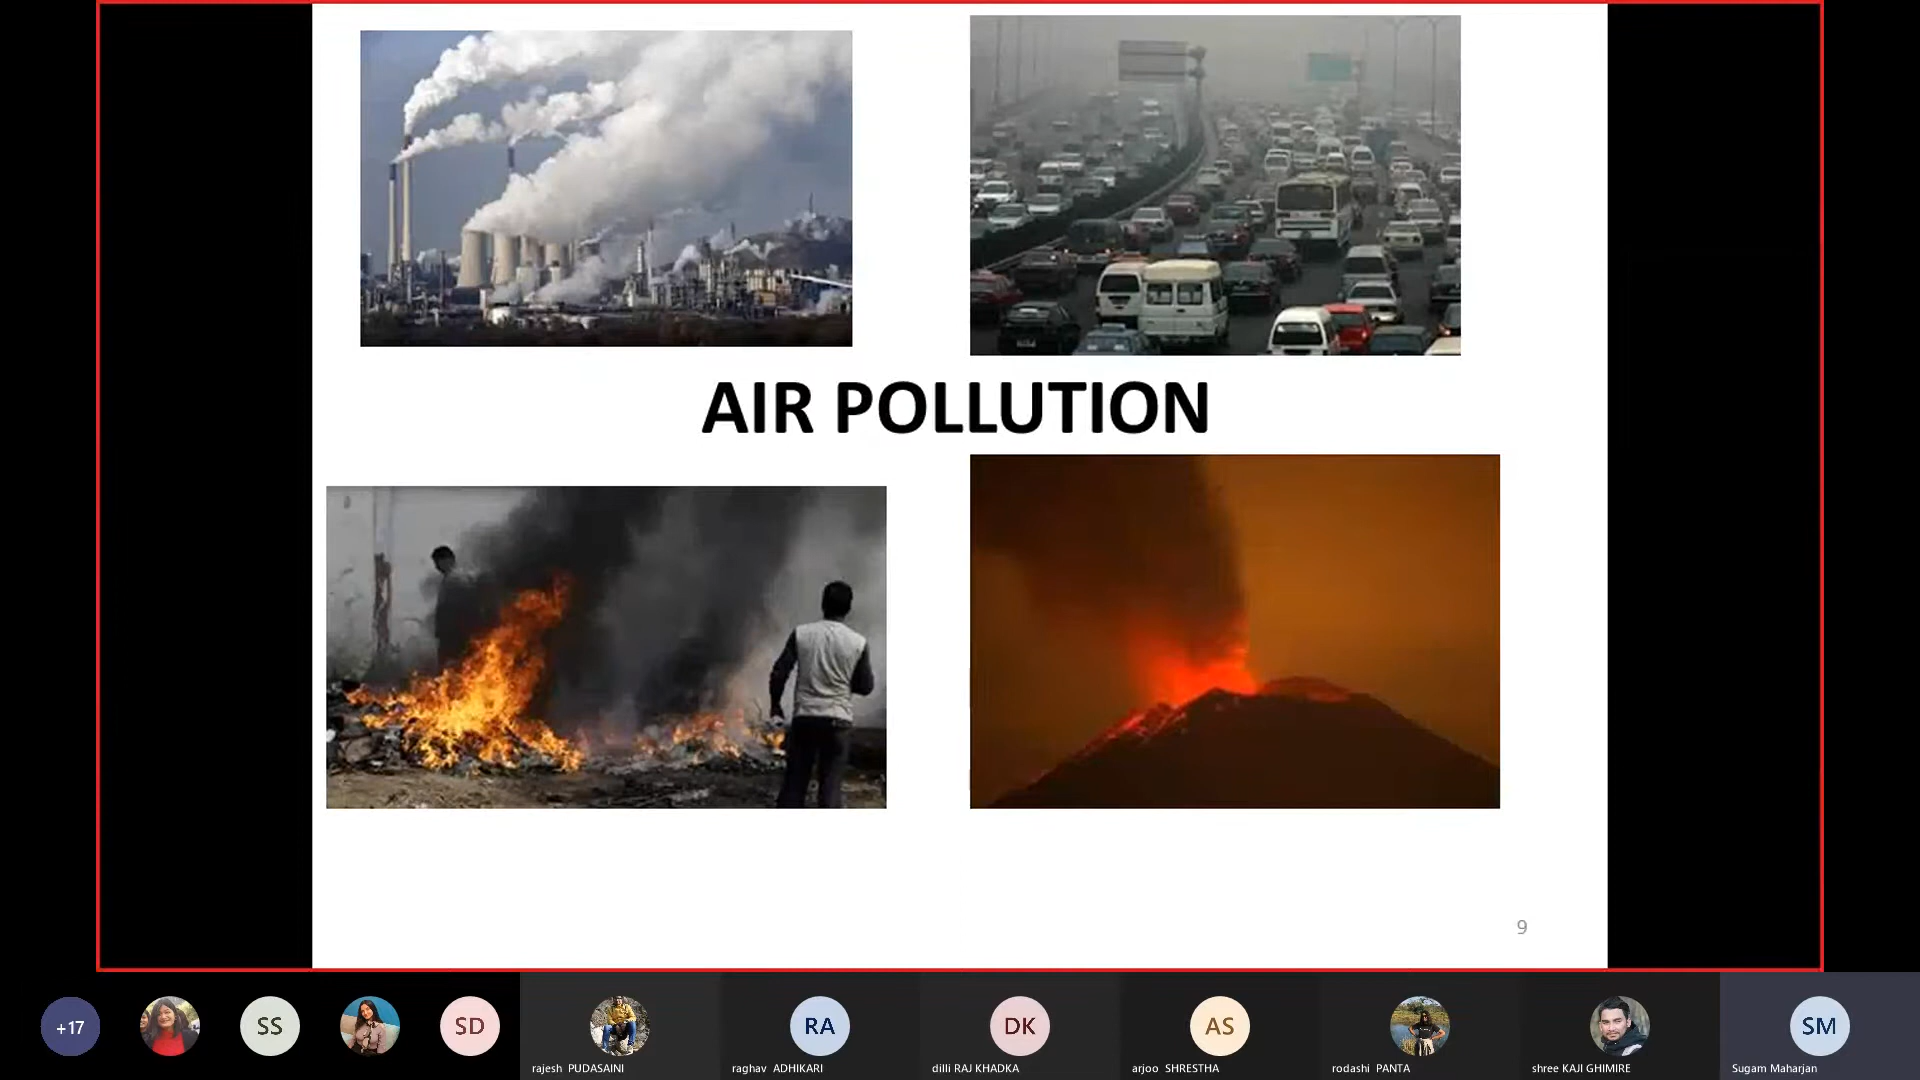 AIR POLLUTION
9
+17
SS
SD
RA
DK
AS
SM
rajesh PUDASAINI
raghav ADHIKARI
dilli RAJ KHADKA
arjoo SHRESTHA
rodashi PANTA
shree KAJI GHIMIRE
Sugam Maharjan